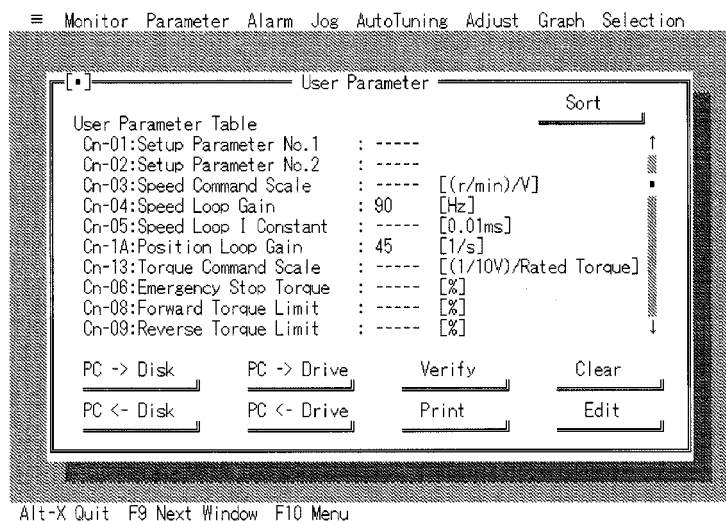 ≡ Monitor Parameter Alarm Jog AutoTuning Adjust Graph Selection
[▪] User Parameter
Sort
User Parameter Table
Cn-01:Setup Parameter No.1 : -----
Cn-02:Setup Parameter No.2 : -----
Cn-03:Speed Command Scale : ----- [(r/min)/V]
Cn-04:Speed Loop Gain : 90 [Hz]
Cn-05:Speed Loop I Constant : ----- [0.01ms]
Cn-1A:Position Loop Gain : 45 [1/s]
Cn-13:Torque Command Scale : ----- [(1/10V)/Rated Torque]
Cn-06:Emergency Stop Torque : ----- [%]
Cn-08:Forward Torque Limit : ----- [%]
Cn-09:Reverse Torque Limit : ----- [%]
PC -> Disk PC -> Drive Verify Clear
PC <- Disk PC <- Drive Print Edit
Alt-X Quit F9 Next Window F10 Menu